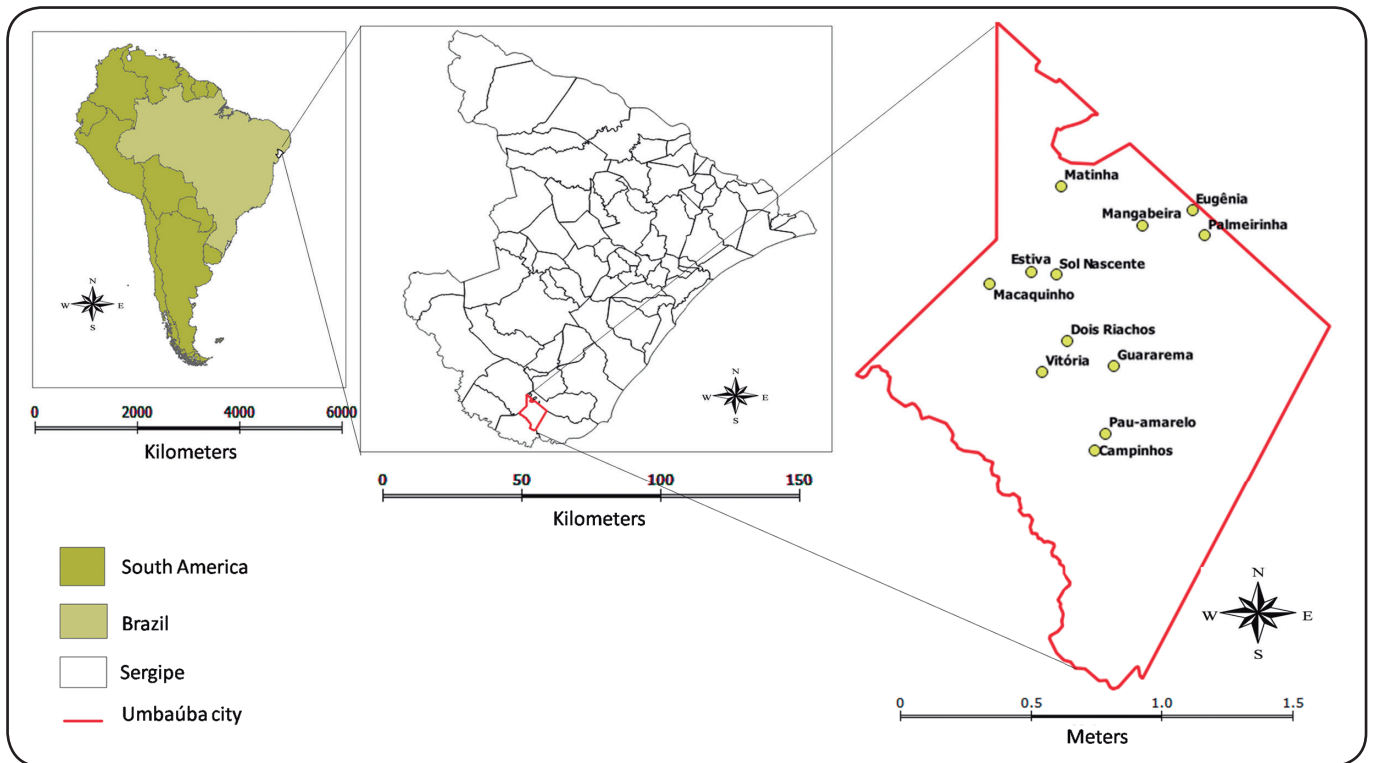 N
W E
S
0 2000 4000 6000
Kilometers
N
W E
S
0 50 100 150
Kilometers
Matinha
Eugênia
Mangabeira
Palmeirinha
Estiva
Sol Nascente
Macaquinho
Dois Riachos
Vitória
Guararema
Pau-amarelo
Campinhos
N
W E
S
0 0.5 1.0 1.5
Meters
South America
Brazil
Sergipe
Umbaúba city